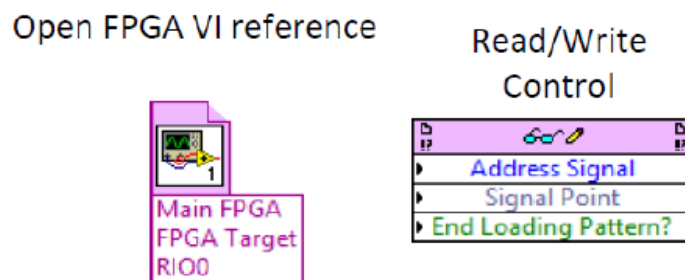 Open FPGA VI reference
Read/Write
Control
1
Main FPGA
FPGA Target
RIO0
Address Signal
Signal Point
End Loading Pattern?